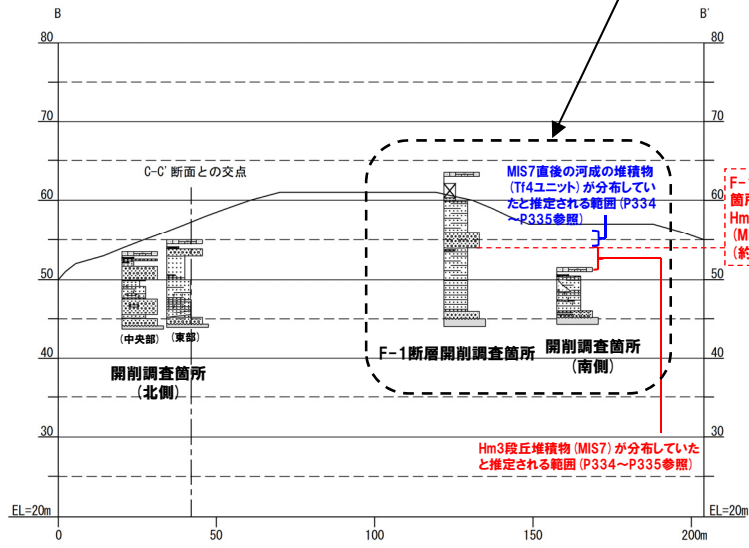 B
B'
80
80
70
70
C-C' 断面との交点
MIS7直後の河成の堆積物
(Tf4ユニット)が分布してい
たと推定される範囲(P334
～P335参照)
F-
箇所
Hm
(M
(約
60
60
50
50
(中央部)
(東部)
開削調査箇所
(北側)
F-1断層開削調査箇所
開削調査箇所
(南側)
40
40
Hm3段丘堆積物(MIS7)が分布していた
と推定される範囲(P334～P335参照)
30
30
EL=20m
EL=20m
0
50
100
150
200m